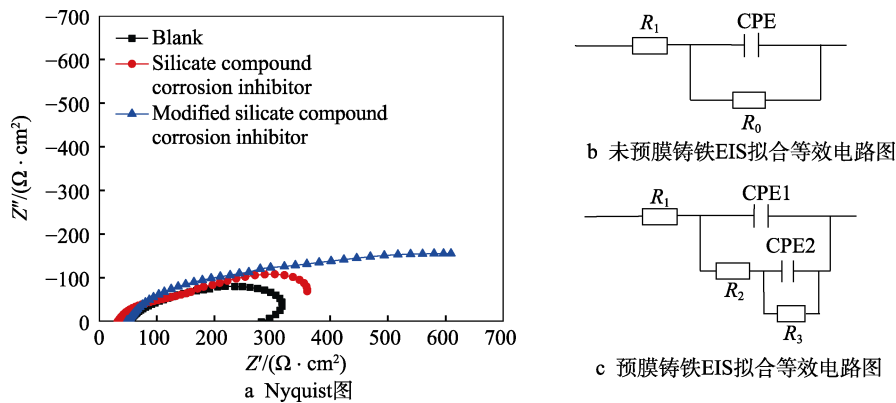 −700
−600
−500
−400
−300
−200
−100
0
Z″/(Ω · cm²)
Blank
Silicate compound
corrosion inhibitor
Modified silicate compound
corrosion inhibitor
0 100 200 300 400 500 600 700
Z′/(Ω · cm²)
a Nyquist图
R₁
CPE
R₀
b 未预膜铸铁EIS拟合等效电路图
R₁
CPE1
CPE2
R₂
R₃
c 预膜铸铁EIS拟合等效电路图